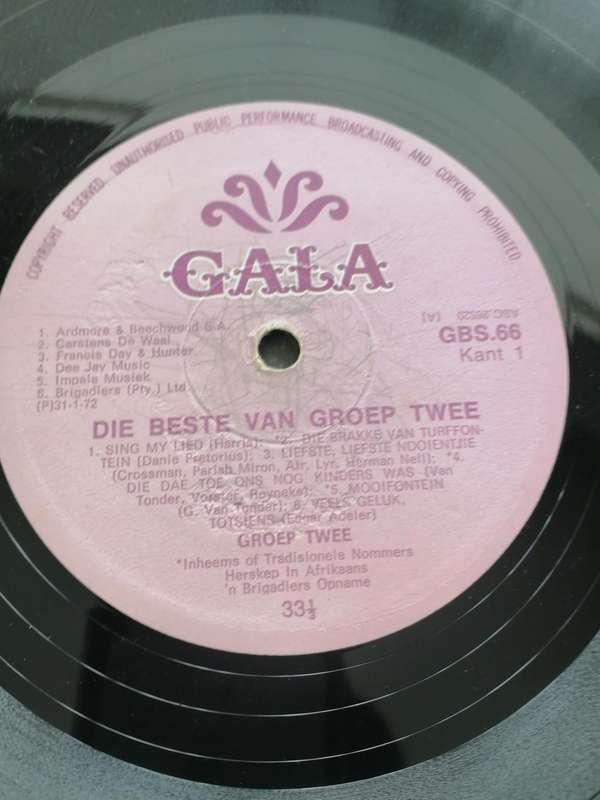 COPYRIGHT RESERVED UNAUTHORISED PUBLIC PERFORMANCE BROADCASTING AND COPYING PROHIBITED
GALA
ABC.26520 (A)
GBS.66
Kant 1
1. Ardmore & Beechwood S.A.
2. Carstens De Waal
3. Francis Day & Hunter
4. Dee Jay Music
5. Impala Musiek
6. Brigadiers (Pty.) Ltd
(P)31-1-72
DIE BESTE VAN GROEP TWEE
1. SING MY LIED (Harris); *2. DIE BRAKKE VAN TURFFON-
TEIN (Danie Pretorius); 3. LIEFSTE, LIEFSTE NOOIENTJIE
(Crossman, Parish Miron, Afr. Lyr. Herman Nell); *4.
DIE DAE TOE ONS NOG KINDERS WAS (Van
Tonder, Vorster, Reyneke); *5. MOOIFONTEIN
(G. Van Tonder); 6. VEELS GELUK,
TOTSIENS (Edgar Adeler)
GROEP TWEE
*Inheems of Tradisionele Nommers
Herskep In Afrikaans
'n Brigadiers Opname
33⅓